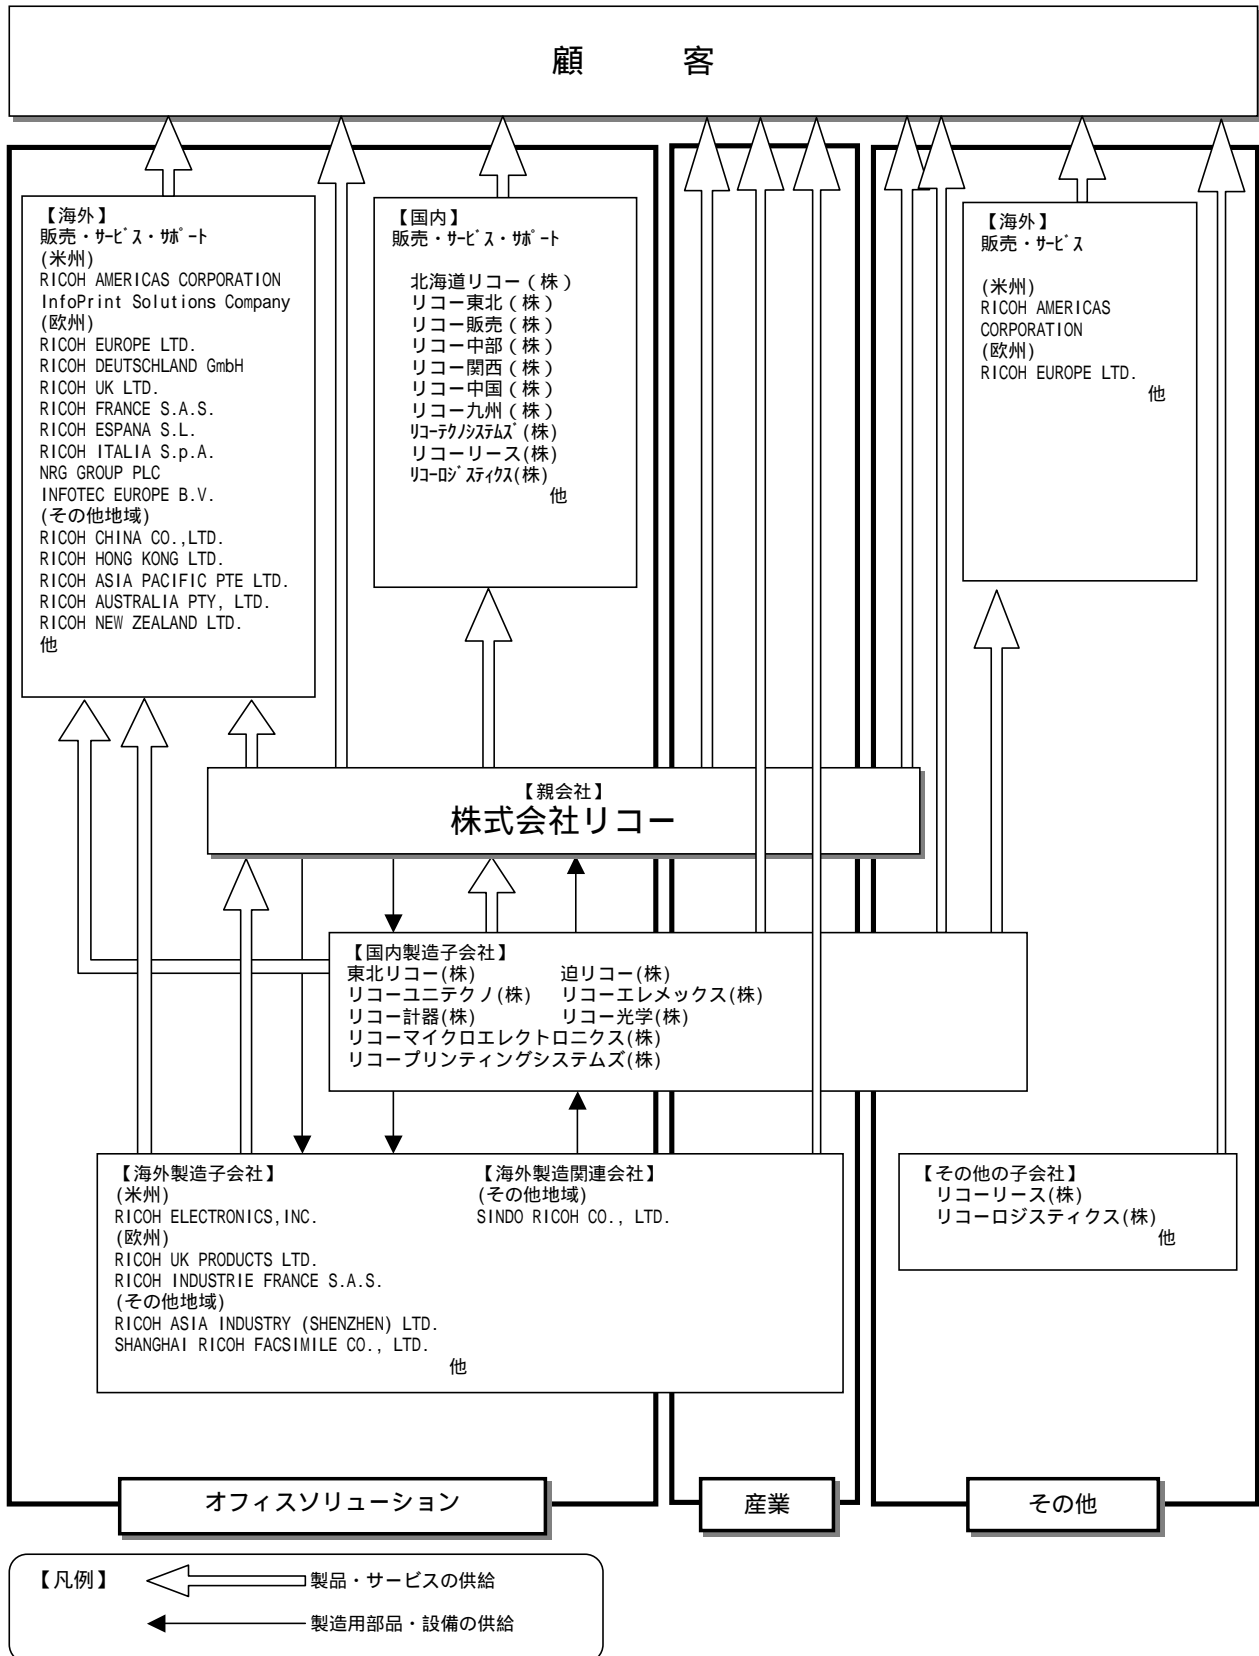 顧　客
【海外】
販売・ｻｰﾋﾞｽ・ｻﾎﾟｰﾄ
(米州)
RICOH AMERICAS CORPORATION
InfoPrint Solutions Company
(欧州)
RICOH EUROPE LTD.
RICOH DEUTSCHLAND GmbH
RICOH UK LTD.
RICOH FRANCE S.A.S.
RICOH ESPANA S.L.
RICOH ITALIA S.p.A.
NRG GROUP PLC
INFOTEC EUROPE B.V.
(その他地域)
RICOH CHINA CO.,LTD.
RICOH HONG KONG LTD.
RICOH ASIA PACIFIC PTE LTD.
RICOH AUSTRALIA PTY, LTD.
RICOH NEW ZEALAND LTD.
他
【国内】
販売・ｻｰﾋﾞｽ・ｻﾎﾟｰﾄ
北海道リコー（株）
リコー東北（株）
リコー販売（株）
リコー中部（株）
リコー関西（株）
リコー中国（株）
リコー九州（株）
ﾘｺｰﾃｸﾉｼｽﾃﾑｽﾞ(株)
リコーリース(株)
ﾘｺｰﾛｼﾞｽﾃｨｸｽ(株)
他
【海外】
販売・ｻｰﾋﾞｽ
(米州)
RICOH AMERICAS
CORPORATION
(欧州)
RICOH EUROPE LTD.
他
【親会社】
株式会社リコー
【国内製造子会社】
東北リコー(株)　迫リコー(株)
リコーユニテクノ(株)　リコーエレメックス(株)
リコー計器(株)　リコー光学(株)
リコーマイクロエレクトロニクス(株)
リコープリンティングシステムズ(株)
【海外製造子会社】
(米州)
RICOH ELECTRONICS,INC.
(欧州)
RICOH UK PRODUCTS LTD.
RICOH INDUSTRIE FRANCE S.A.S.
(その他地域)
RICOH ASIA INDUSTRY (SHENZHEN) LTD.
SHANGHAI RICOH FACSIMILE CO., LTD.
他
【海外製造関連会社】
(その他地域)
SINDO RICOH CO., LTD.
【その他の子会社】
リコーリース(株)
リコーロジスティクス(株)
他
オフィスソリューション
産業
その他
【凡例】
製品・サービスの供給
製造用部品・設備の供給